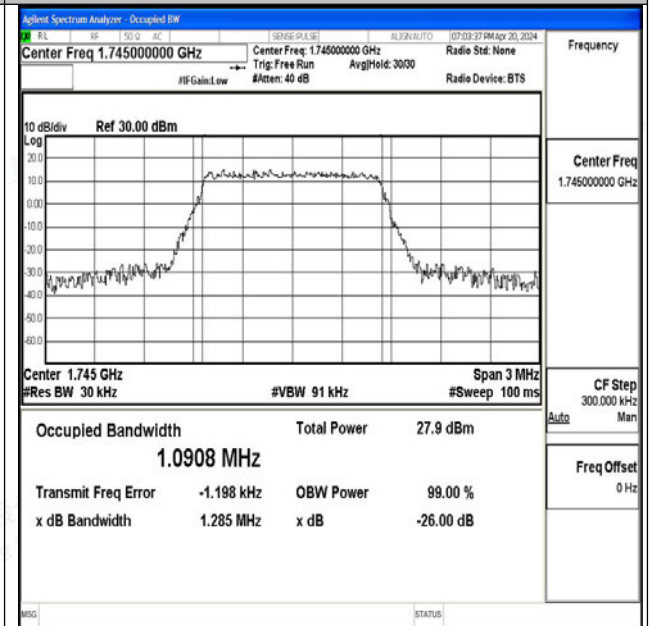 Agilent Spectrum Analyzer - Occupied BW
RL RF 50 Ω AC SENSE:PULSE ALIGN AUTO 07:03:37 PM Apr 20, 2024
Center Freq 1.745000000 GHz
Center Freq: 1.745000000 GHz
Radio Std: None
Trig: Free Run Avg|Hold: 30/30
#IFGain:Low #Atten: 40 dB
Radio Device: BTS
Frequency
10 dB/div Ref 30.00 dBm
Log
20.0
10.0
0.00
-10.0
-20.0
-30.0
-40.0
-50.0
-60.0
Center Freq
1.745000000 GHz
Center 1.745 GHz Span 3 MHz
#Res BW 30 kHz #VBW 91 kHz #Sweep 100 ms
CF Step
300.000 kHz
Auto Man
Occupied Bandwidth Total Power 27.9 dBm
1.0908 MHz
Transmit Freq Error -1.198 kHz OBW Power 99.00 %
x dB Bandwidth 1.285 MHz x dB -26.00 dB
Freq Offset
0 Hz
MSG STATUS